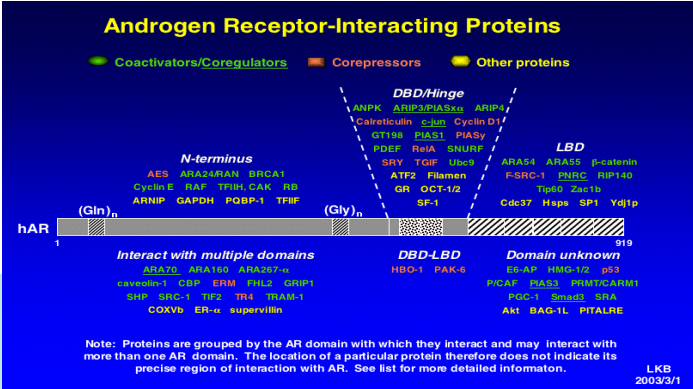 Androgen Receptor-Interacting Proteins
Coactivators/Coregulators Corepressors Other proteins
DBD/Hinge
ANPK ARIP3/PIASxα ARIP4
Calreticulin c-jun Cyclin D1
GT198 PIAS1 PIASy
PDEF RelA SNURF
SRY TGIF Ubc9
ATF2 Filamen
GR OCT-1/2
SF-1
N-terminus
AES ARA24/RAN BRCA1
Cyclin E RAF TFIIH, CAK RB
ARNIP GAPDH PQBP-1 TFIIF
LBD
ARA54 ARA55 β-catenin
F-SRC-1 PNRC RIP140
Tip60 Zac1b
Cdc37 Hsps SP1 Ydj1p
(Gln)n (Gly)n
hAR
1 919
Interact with multiple domains
ARA70 ARA160 ARA267-α
caveolin-1 CBP ERM FHL2 GRIP1
SHP SRC-1 TIF2 TR4 TRAM-1
COXVb ER-α supervillin
DBD-LBD
HBO-1 PAK-6
Domain unknown
E6-AP HMG-1/2 p53
P/CAF PIAS3 PRMT/CARM1
PGC-1 Smad3 SRA
Akt BAG-1L PITALRE
Note: Proteins are grouped by the AR domain with which they interact and may interact with
more than one AR domain. The location of a particular protein therefore does not indicate its
precise region of interaction with AR. See list for more detailed informaton.
LKB
2003/3/1